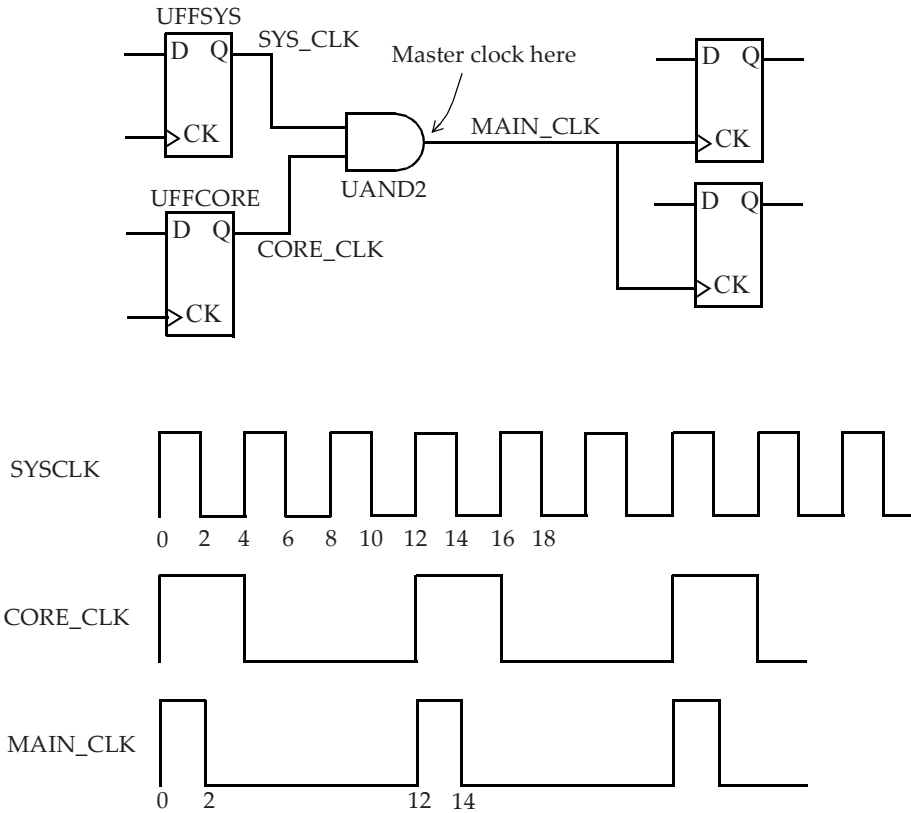 UFFSYS
D Q
SYS_CLK
CK
Master clock here
MAIN_CLK
UAND2
D Q
CK
UFFCORE
D Q
CORE_CLK
CK
D Q
CK
SYSCLK
0 2 4 6 8 10 12 14 16 18
CORE_CLK
MAIN_CLK
0 2 12 14